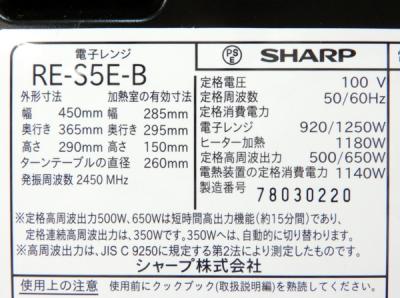 電子レンジ
RE-S5E-B
外形寸法 加熱室の有効寸法
幅 450mm 幅 285mm
奥行き 365mm 奥行き 295mm
高さ 290mm 高さ 150mm
ターンテーブルの直径 260mm
発振周波数 2450 MHz
PS
E
SHARP
定格電圧 100 V
定格周波数 50/60Hz
定格消費電力
電子レンジ 920/1250W
ヒーター加熱 1180W
定格高周波出力 500/650W
電熱装置の定格消費電力 1140W
製造番号 78030220
※定格高周波出力500W、650Wは短時間高出力機能(約15分間)であり、
定格連続高周波出力は、350Wです。350Wへは、自動的に切り替わります。
※高周波出力は、JIS C 9250に規定する第2法により測定します。
シャープ株式会社
使用上の注意 使用前にクックブック(取扱説明編)を熟読のこと